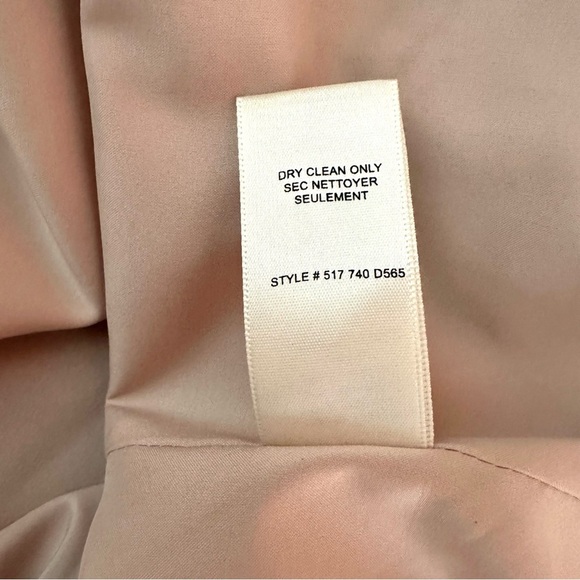 DRY CLEAN ONLY
SEC NETTOYER
SEULEMENT
STYLE # 517 740 D565